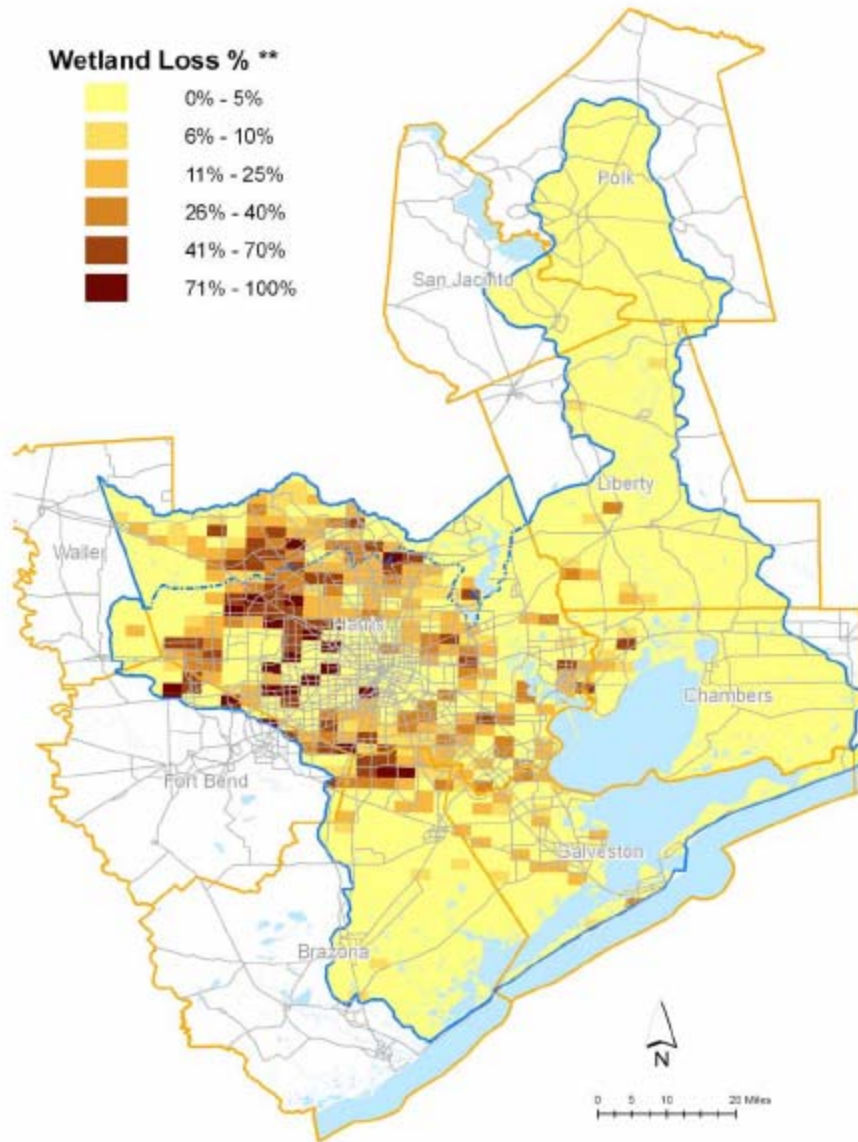 Wetland Loss % **
0% - 5%
6% - 10%
11% - 25%
26% - 40%
41% - 70%
71% - 100%
Polk
San Jacinto
Liberty
Waller
Harris
Chambers
Fort Bend
Galveston
Brazoria
N
0 5 10 20 Miles